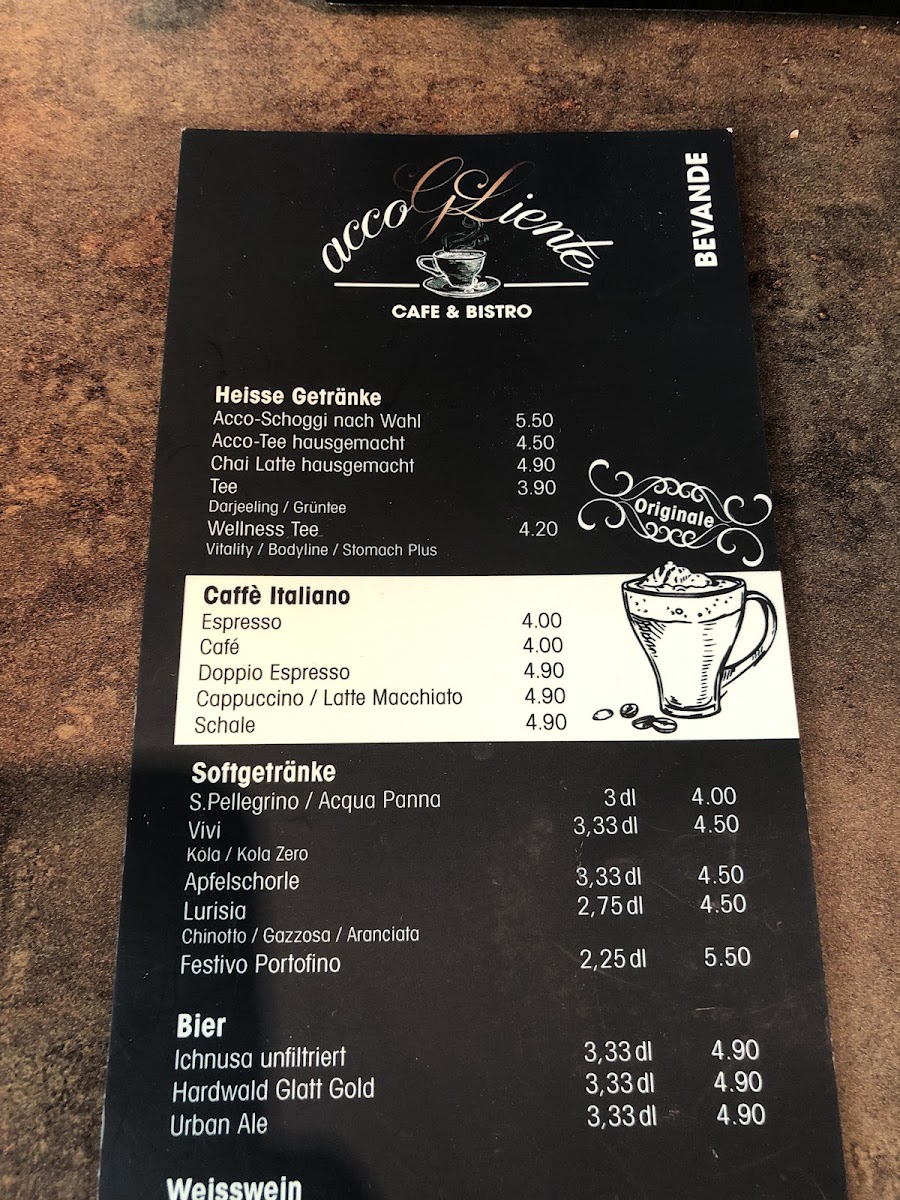 accoGLiente
CAFE & BISTRO
BEVANDE
Heisse Getränke
Acco-Schoggi nach Wahl 5.50
Acco-Tee hausgemacht 4.50
Chai Latte hausgemacht 4.90
Tee 3.90
Darjeeling / Grüntee
Wellness Tee 4.20
Vitality / Bodyline / Stomach Plus
Originale
Caffè Italiano
Espresso 4.00
Café 4.00
Doppio Espresso 4.90
Cappuccino / Latte Macchiato 4.90
Schale 4.90
Softgetränke
S.Pellegrino / Acqua Panna 3 dl 4.00
Vivi 3,33 dl 4.50
Kola / Kola Zero
Apfelschorle 3,33 dl 4.50
Lurisia 2,75 dl 4.50
Chinotto / Gazzosa / Aranciata
Festivo Portofino 2,25 dl 5.50
Bier
Ichnusa unfiltriert 3,33 dl 4.90
Hardwald Glatt Gold 3,33 dl 4.90
Urban Ale 3,33 dl 4.90
Weisswein